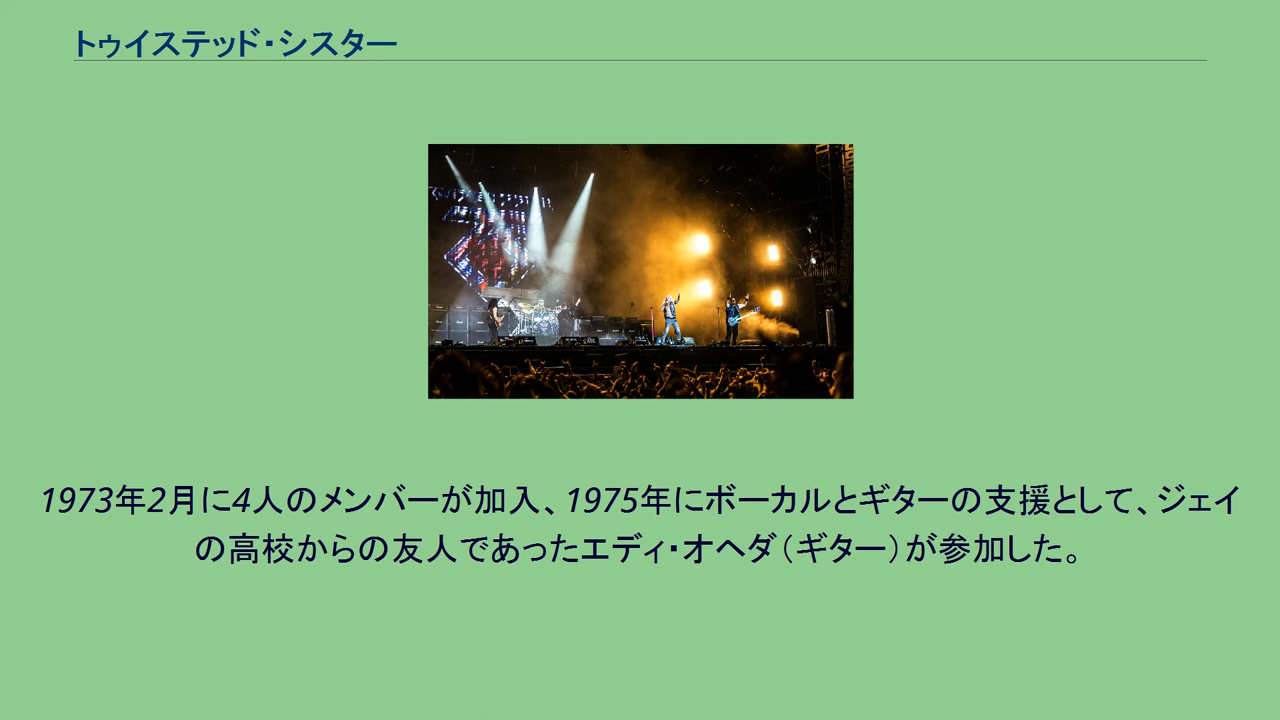 トゥイステッド・シスター
1973年2月に4人のメンバーが加入、1975年にボーカルとギターの支援として、ジェイ
の高校からの友人であったエディ・オヘダ（ギター）が参加した。